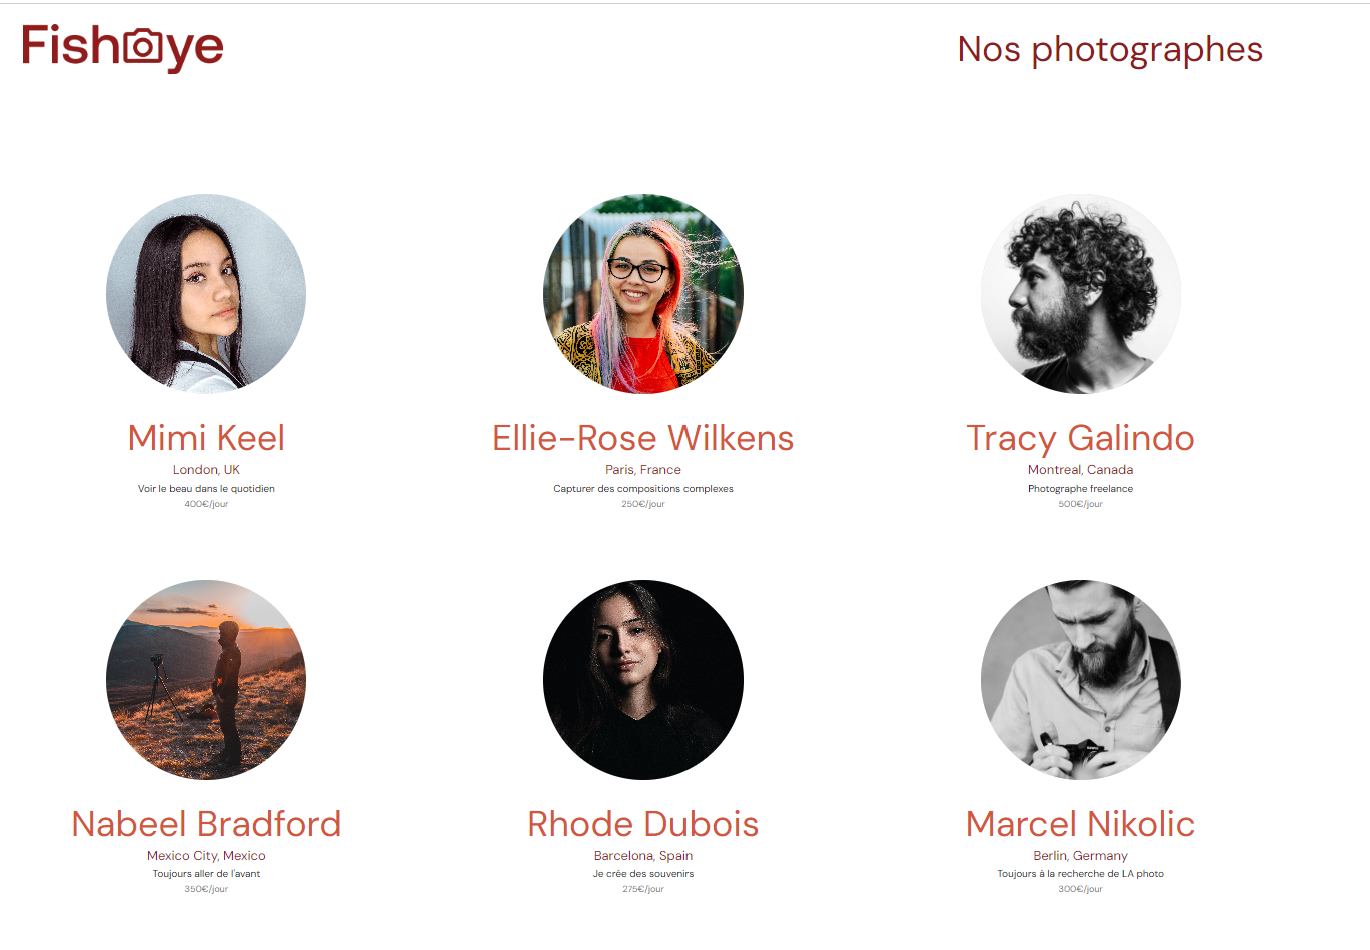 Fisheye
Nos photographes
Mimi Keel
London, UK
Voir le beau dans le quotidien
400€/jour
Ellie-Rose Wilkens
Paris, France
Capturer des compositions complexes
250€/jour
Tracy Galindo
Montreal, Canada
Photographe freelance
500€/jour
Nabeel Bradford
Mexico City, Mexico
Toujours aller de l'avant
350€/jour
Rhode Dubois
Barcelona, Spain
Je crée des souvenirs
275€/jour
Marcel Nikolic
Berlin, Germany
Toujours à la recherche de LA photo
300€/jour